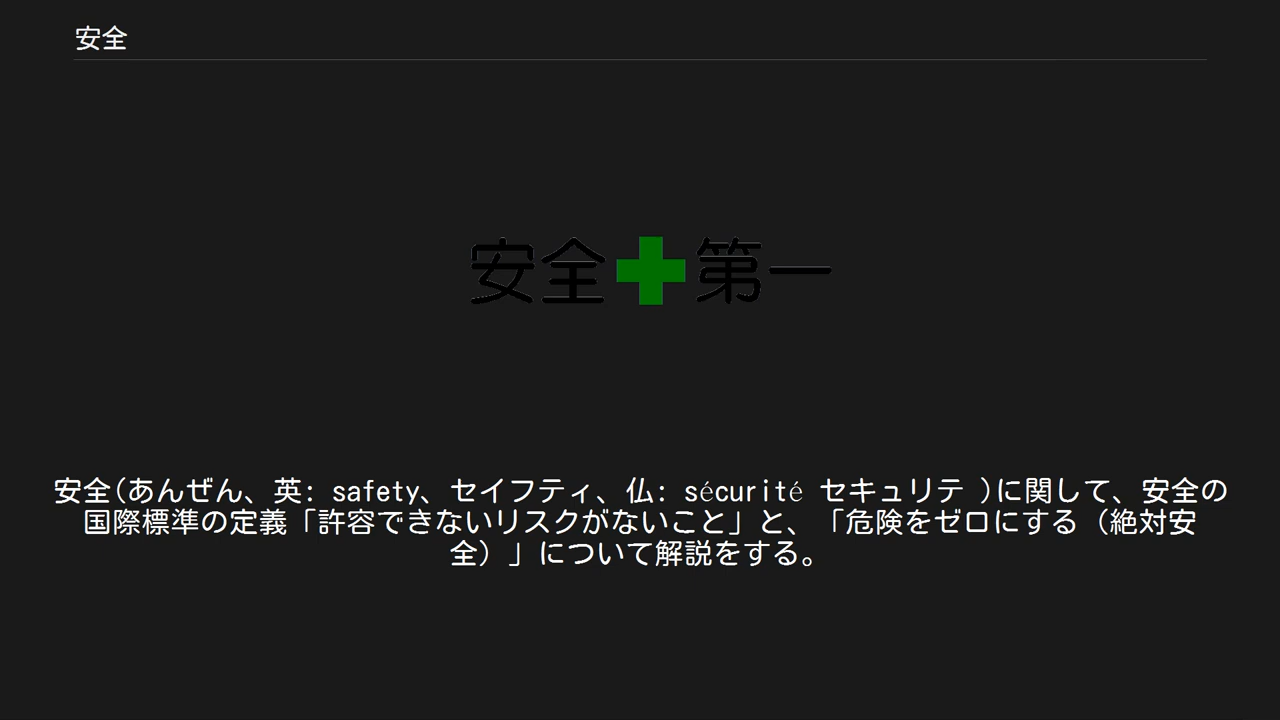 安全
安全 第一
安全(あんぜん、英: safety、セイフティ、仏: sécurité セキュリテ )に関して、安全の
国際標準の定義「許容できないリスクがないこと」と、「危険をゼロにする（絶対安
全）」について解説をする。